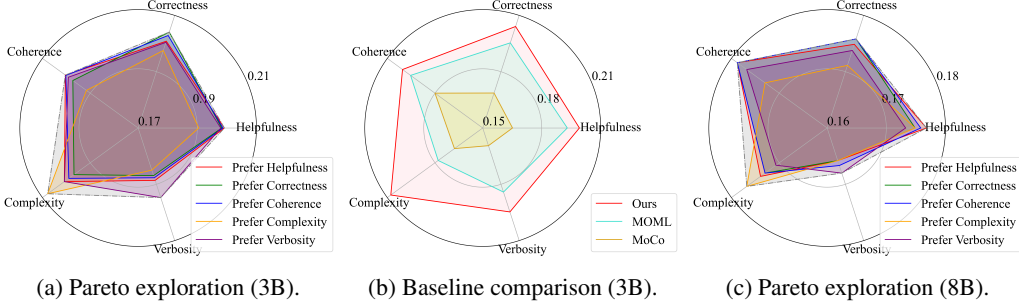 Correctness
Coherence
0.21
0.19
0.17
Helpfulness
Complexity
Verbosity
Prefer Helpfulness
Prefer Correctness
Prefer Coherence
Prefer Complexity
Prefer Verbosity
(a) Pareto exploration (3B).
Correctness
Coherence
0.21
0.18
0.15
Helpfulness
Complexity
Verbosity
Ours
MOML
MoCo
(b) Baseline comparison (3B).
Correctness
Coherence
0.18
0.17
0.16
Helpfulness
Complexity
Verbosity
Prefer Helpfulness
Prefer Correctness
Prefer Coherence
Prefer Complexity
Prefer Verbosity
(c) Pareto exploration (8B).